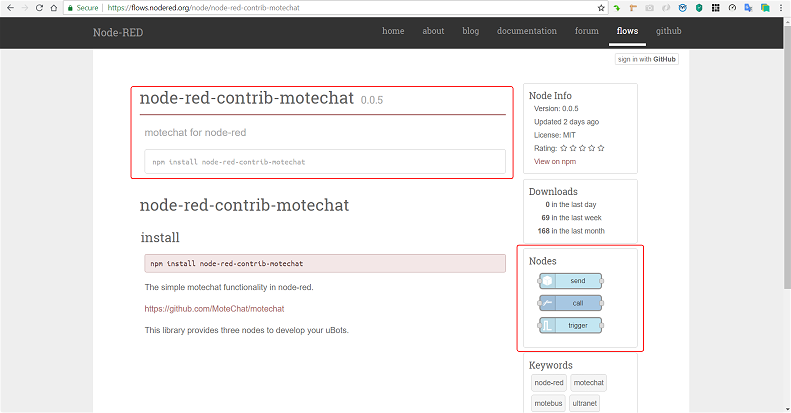 Secure
https://flows.nodered.org/node/node-red-contrib-motechat
Node-RED
home about blog documentation forum flows github
sign in with GitHub
node-red-contrib-motechat 0.0.5
motechat for node-red
npm install node-red-contrib-motechat
node-red-contrib-motechat
install
npm install node-red-contrib-motechat
The simple motechat functionality in node-red.
https://github.com/MoteChat/motechat
This library provides three nodes to develop your uBots.
Node Info
Version: 0.0.5
Updated 2 days ago
License: MIT
Rating:
View on npm
Downloads
0 in the last day
69 in the last week
168 in the last month
Nodes
send
call
trigger
Keywords
node-red motechat
motebus ultranet